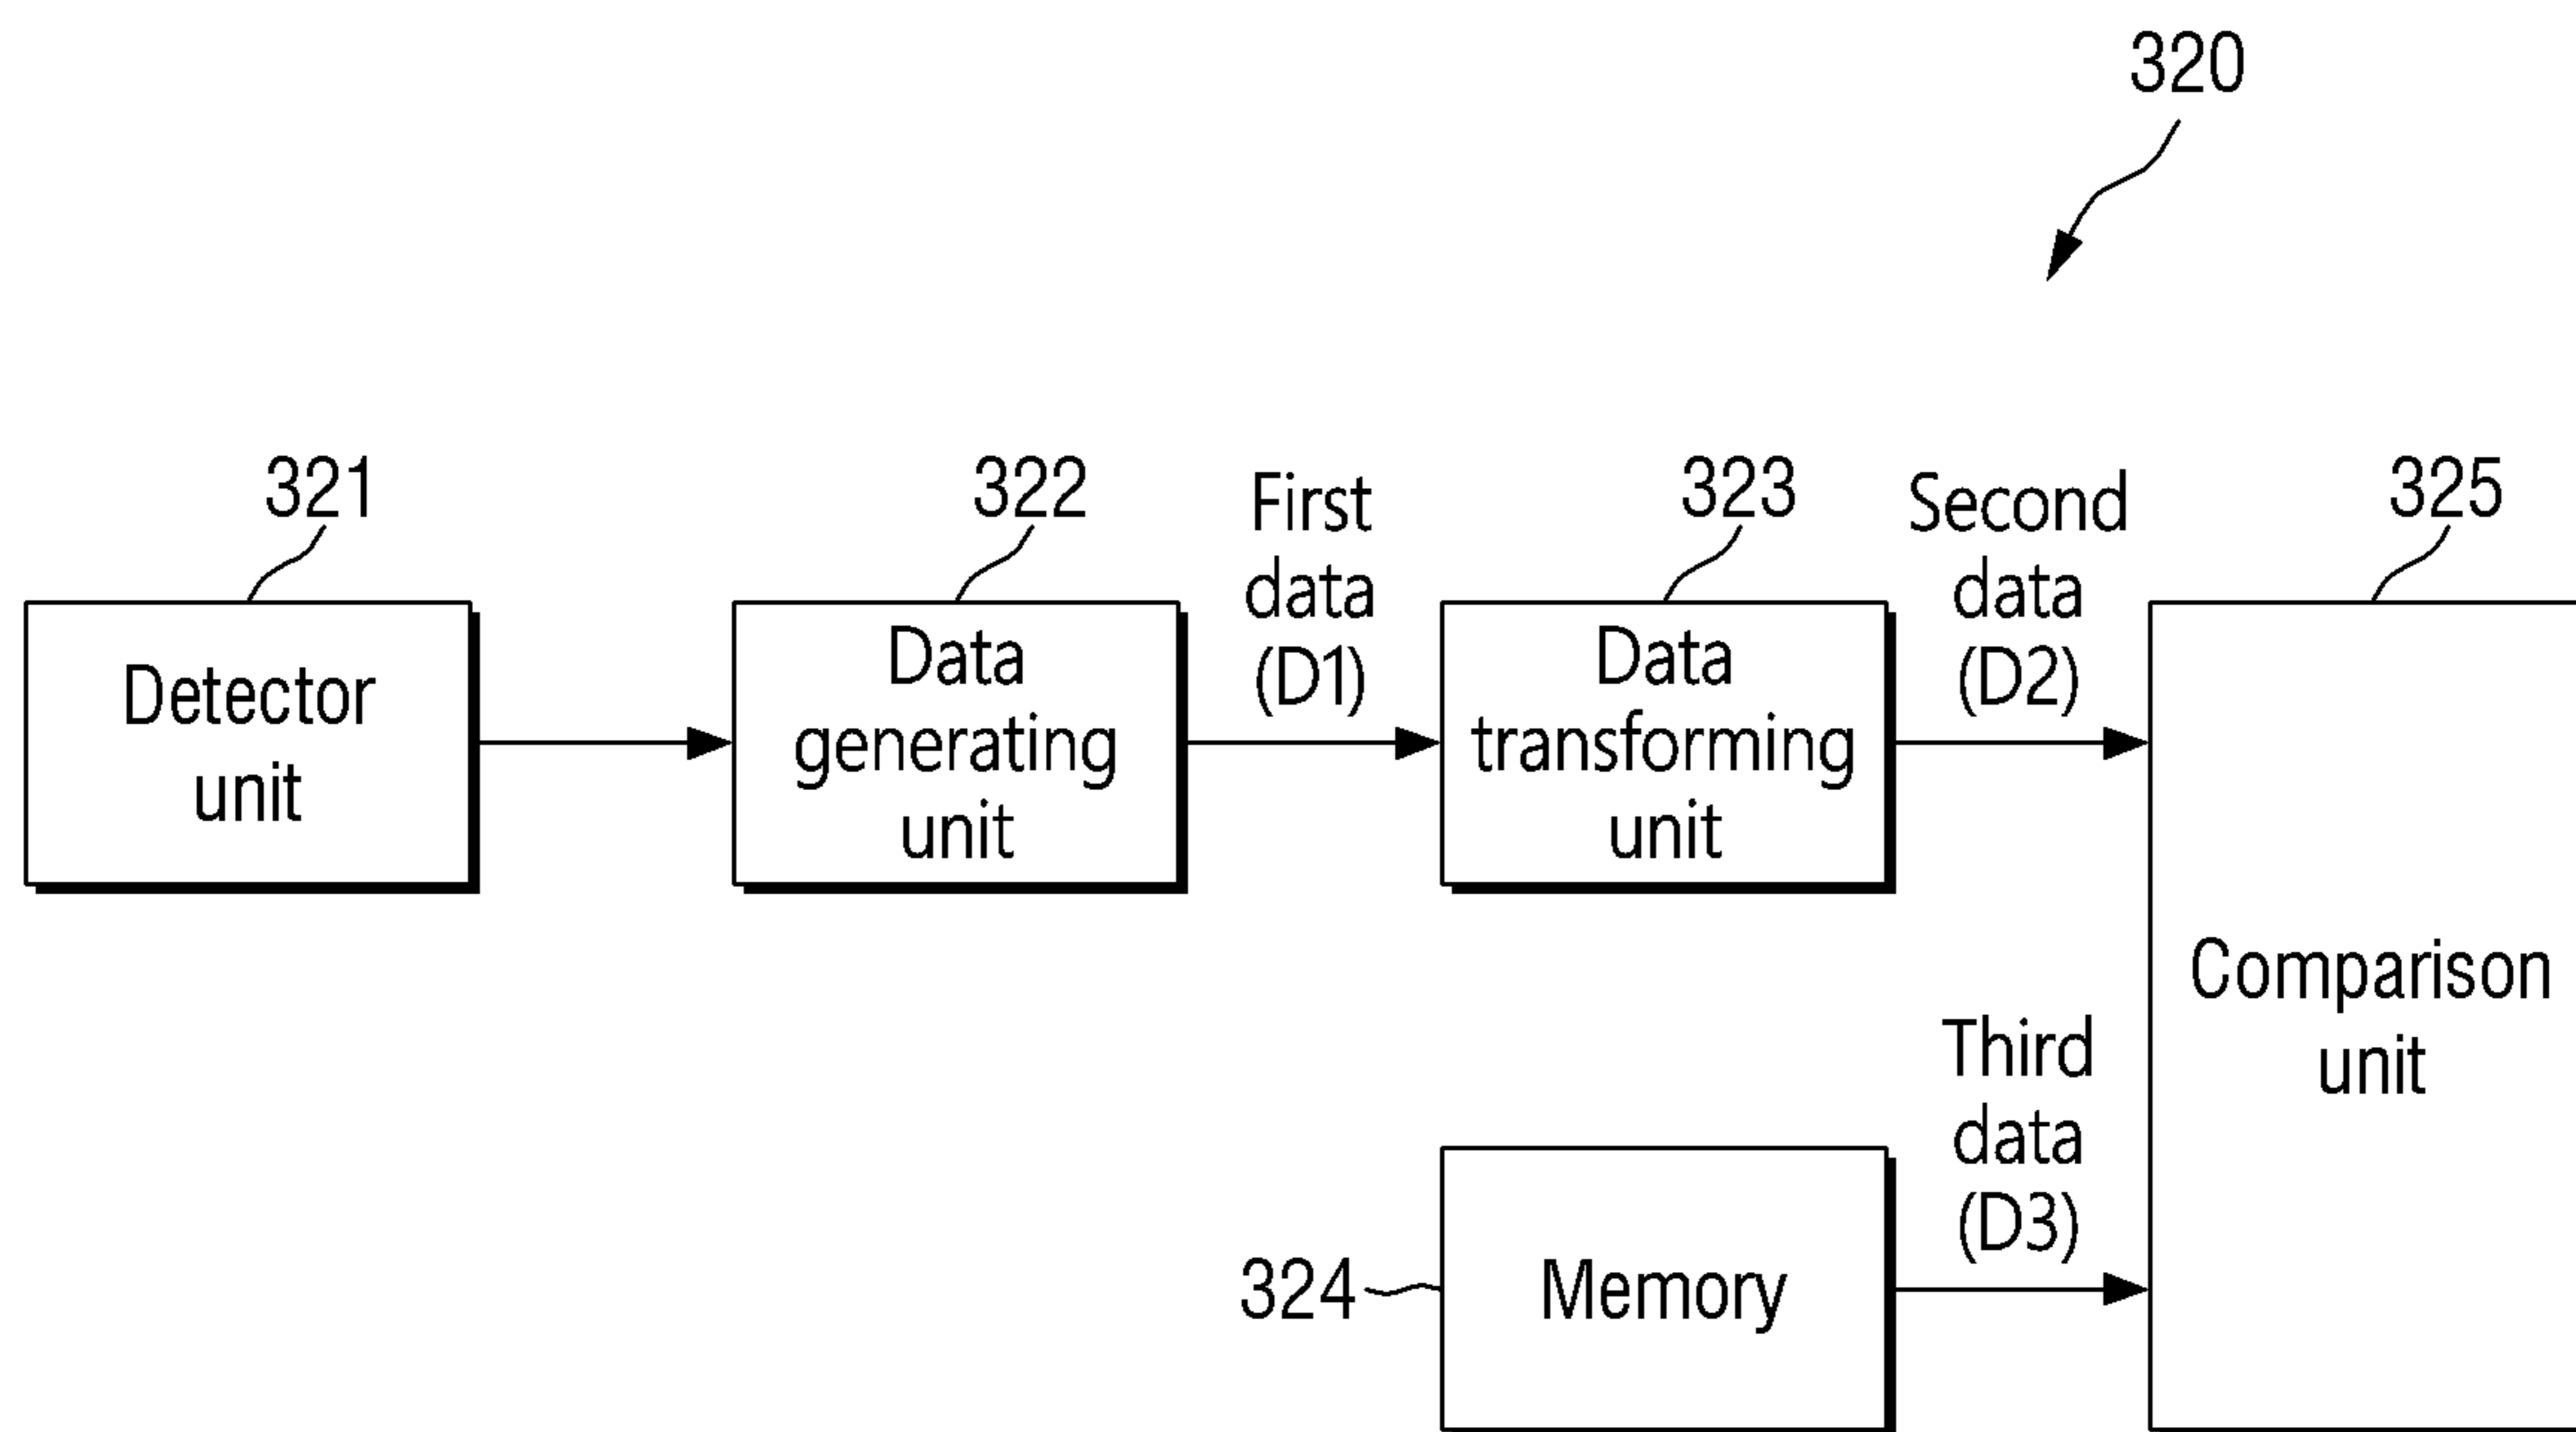 320
321
Detector
unit
322
Data
generating
unit
First
data
(D1)
323
Data
transforming
unit
Second
data
(D2)
325
Comparison
unit
324
Memory
Third
data
(D3)